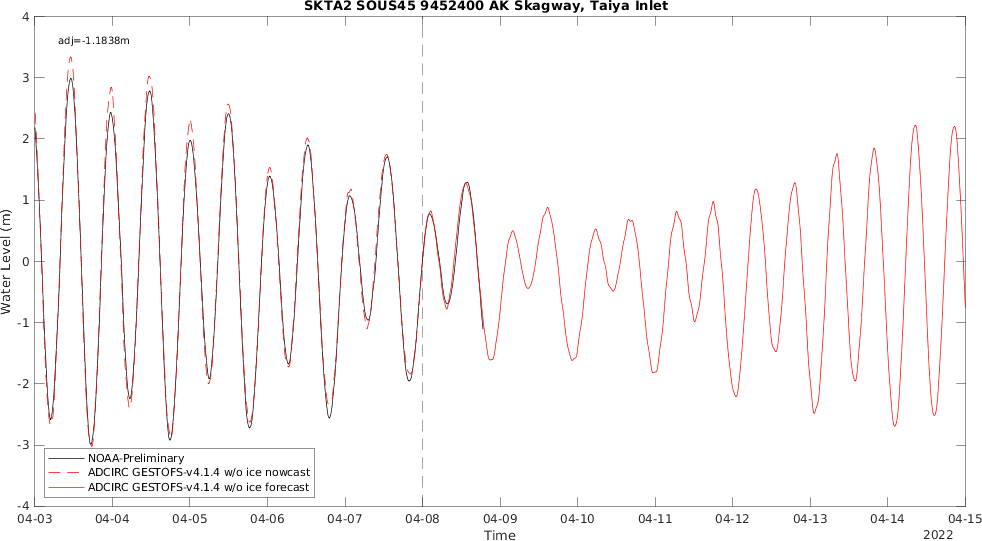 SKTA2 SOUS45 9452400 AK Skagway, Taiya Inlet
adj=-1.1838m
4
3
2
1
0
-1
-2
-3
-4
Water Level (m)
NOAA-Preliminary
ADCIRC GESTOFS-v4.1.4 w/o ice nowcast
ADCIRC GESTOFS-v4.1.4 w/o ice forecast
04-03 04-04 04-05 04-06 04-07 04-08 04-09 04-10 04-11 04-12 04-13 04-14 04-15
Time
2022